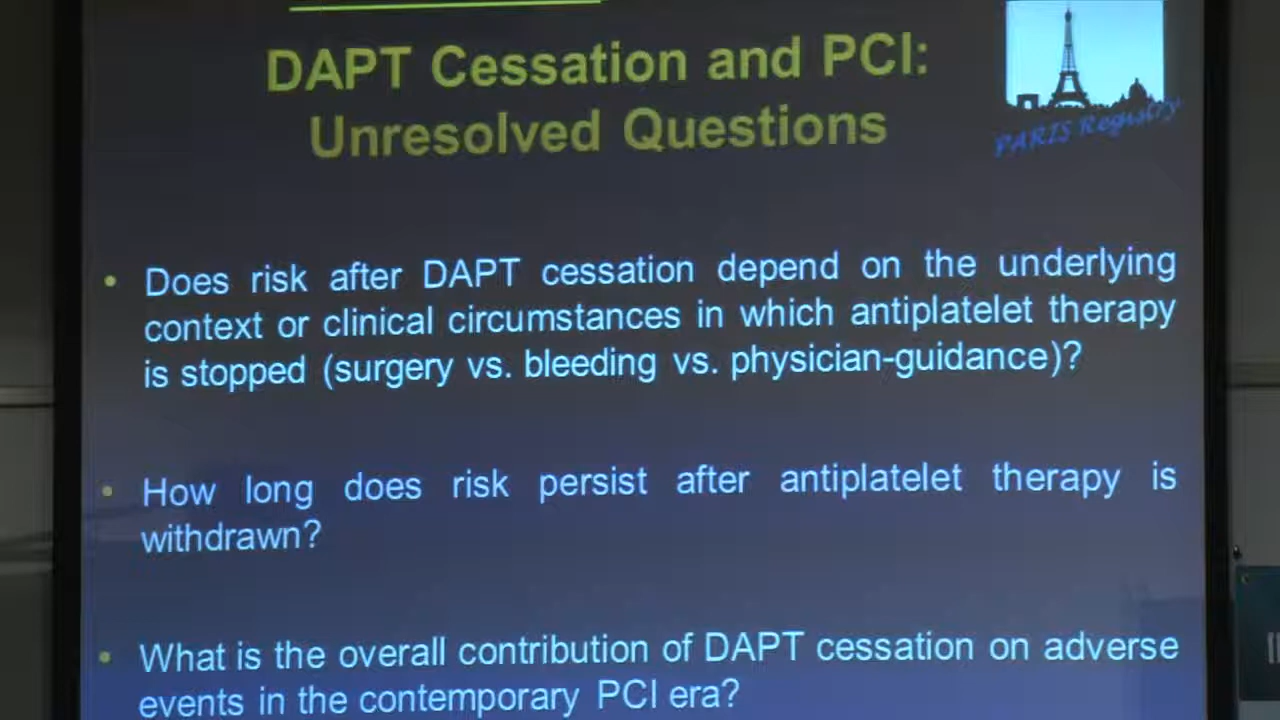 DAPT Cessation and PCI:
Unresolved Questions
PARIS Registry
• Does risk after DAPT cessation depend on the underlying
context or clinical circumstances in which antiplatelet therapy
is stopped (surgery vs. bleeding vs. physician-guidance)?
• How long does risk persist after antiplatelet therapy is
withdrawn?
• What is the overall contribution of DAPT cessation on adverse
events in the contemporary PCI era?